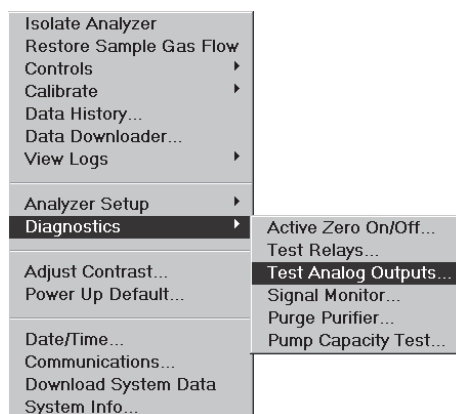 Isolate Analyzer
Restore Sample Gas Flow
Controls
Calibrate
Data History...
Data Downloader...
View Logs
Analyzer Setup
Diagnostics
Active Zero On/Off...
Test Relays...
Test Analog Outputs...
Signal Monitor...
Purge Purifier...
Pump Capacity Test...
Adjust Contrast...
Power Up Default...
Date/Time...
Communications...
Download System Data
System Info...